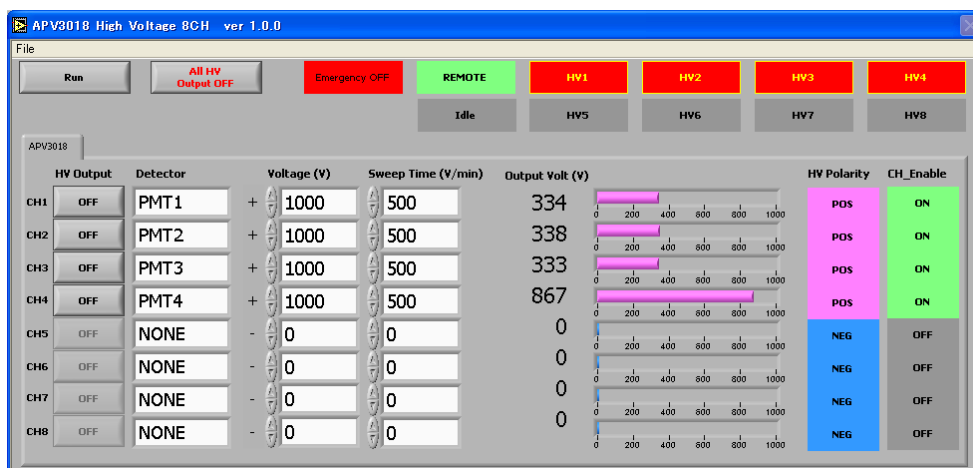 APV3018 High Voltage 8CH ver 1.0.0
File
Run
All HV
Output OFF
Emergency OFF
REMOTE
HV1
HV2
HV3
HV4
Idle
HV5
HV6
HV7
HV8
APV3018
HV Output Detector Voltage (V) Sweep Time (V/min) Output Volt (V) HV Polarity CH_Enable
CH1 OFF PMT1 + 1000 500 334 POS ON
0 200 400 600 800 1000
CH2 OFF PMT2 + 1000 500 338 POS ON
0 200 400 600 800 1000
CH3 OFF PMT3 + 1000 500 333 POS ON
0 200 400 600 800 1000
CH4 OFF PMT4 + 1000 500 867 POS ON
0 200 400 600 800 1000
CH5 OFF NONE - 0 0 0 NEG OFF
0 200 400 600 800 1000
CH6 OFF NONE - 0 0 0 NEG OFF
0 200 400 600 800 1000
CH7 OFF NONE - 0 0 0 NEG OFF
0 200 400 600 800 1000
CH8 OFF NONE - 0 0 0 NEG OFF
0 200 400 600 800 1000